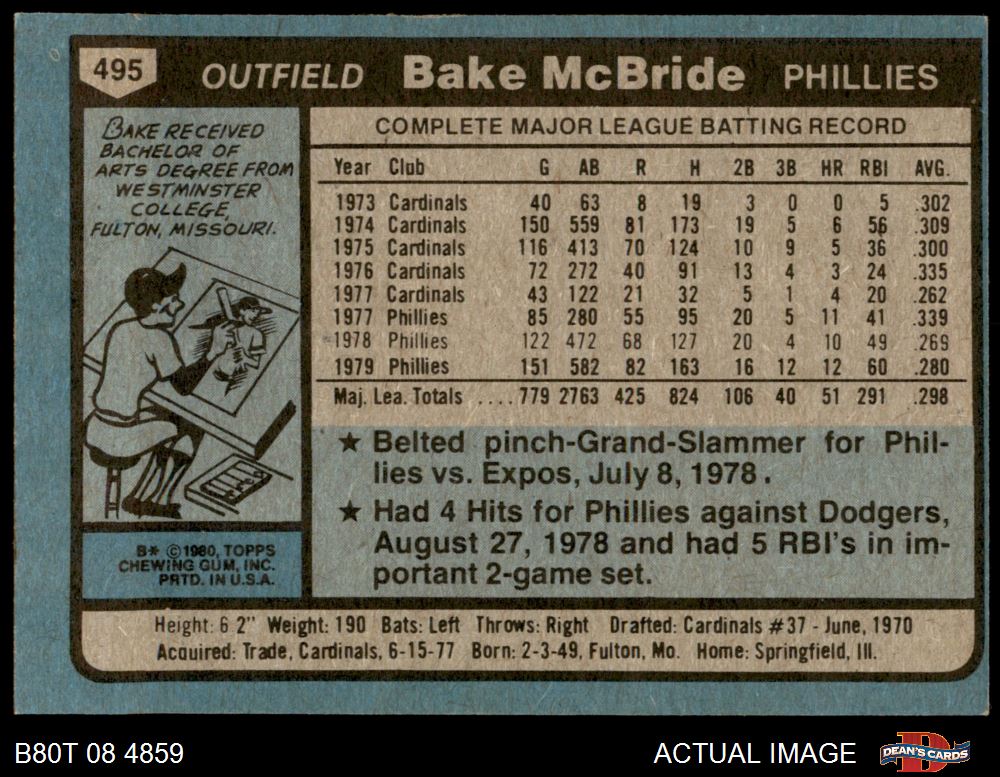 495 OUTFIELD Bake McBride PHILLIES
BAKE RECEIVED
BACHELOR OF
ARTS DEGREE FROM
WESTMINSTER
COLLEGE,
FULTON, MISSOURI.
B* ©1980, TOPPS
CHEWING GUM, INC.
PRTD. IN U.S.A.
COMPLETE MAJOR LEAGUE BATTING RECORD
Year Club G AB R H 2B 3B HR RBI AVG.
1973 Cardinals 40 63 8 19 3 0 0 5 .302
1974 Cardinals 150 559 81 173 19 5 6 56 .309
1975 Cardinals 116 413 70 124 10 9 5 36 .300
1976 Cardinals 72 272 40 91 13 4 3 24 .335
1977 Cardinals 43 122 21 32 5 1 4 20 .262
1977 Phillies 85 280 55 95 20 5 11 41 .339
1978 Phillies 122 472 68 127 20 4 10 49 .269
1979 Phillies 151 582 82 163 16 12 12 60 .280
Maj. Lea. Totals ....779 2763 425 824 106 40 51 291 .298
★ Belted pinch-Grand-Slammer for Phil-
lies vs. Expos, July 8, 1978.
★ Had 4 Hits for Phillies against Dodgers,
August 27, 1978 and had 5 RBI's in im-
portant 2-game set.
Height: 6 2" Weight: 190 Bats: Left Throws: Right Drafted: Cardinals #37 - June, 1970
Acquired: Trade, Cardinals, 6-15-77 Born: 2-3-49, Fulton, Mo. Home: Springfield, Ill.
B80T 08 4859 ACTUAL IMAGE DEAN'S CARDS